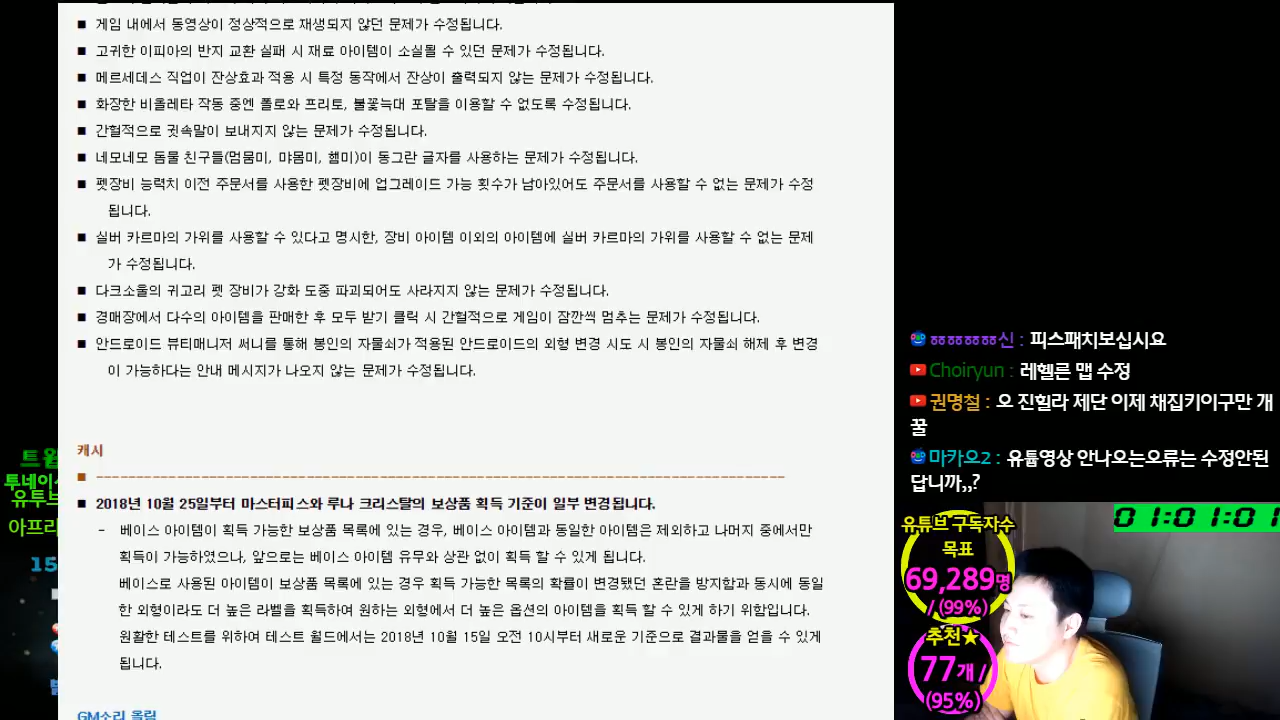 ■ 게임 내에서 동영상이 정상적으로 재생되지 않던 문제가 수정됩니다.
■ 고귀한 이피아의 반지 교환 실패 시 재료 아이템이 소실될 수 있던 문제가 수정됩니다.
■ 메르세데스 직업이 잔상효과 적용 시 특정 동작에서 잔상이 출력되지 않는 문제가 수정됩니다.
■ 화장한 비올레타 작동 중엔 폴로와 프리토, 불꽃늑대 포탈을 이용할 수 없도록 수정됩니다.
■ 간헐적으로 귓속말이 보내지지 않는 문제가 수정됩니다.
■ 네모네모 돔물 친구들(멈뭄미, 먀몸미, 햄미)이 동그란 글자를 사용하는 문제가 수정됩니다.
■ 펫장비 능력치 이전 주문서를 사용한 펫장비에 업그레이드 가능 횟수가 남아있어도 주문서를 사용할 수 없는 문제가 수정
됩니다.
■ 실버 카르마의 가위를 사용할 수 있다고 명시한, 장비 아이템 이외의 아이템에 실버 카르마의 가위를 사용할 수 없는 문제
가 수정됩니다.
■ 다크소울의 귀고리 펫 장비가 강화 도중 파괴되어도 사라지지 않는 문제가 수정됩니다.
■ 경매장에서 다수의 아이템을 판매한 후 모두 받기 클릭 시 간헐적으로 게임이 잠깐씩 멈추는 문제가 수정됩니다.
■ 안드로이드 뷰티매니저 써니를 통해 봉인의 자물쇠가 적용된 안드로이드의 외형 변경 시도 시 봉인의 자물쇠 해제 후 변경
이 가능하다는 안내 메시지가 나오지 않는 문제가 수정됩니다.
캐시
■ 2018년 10월 25일부터 마스터피스와 루나 크리스탈의 보상품 획득 기준이 일부 변경됩니다.
- 베이스 아이템이 획득 가능한 보상품 목록에 있는 경우, 베이스 아이템과 동일한 아이템은 제외하고 나머지 중에서만
획득이 가능하였으나, 앞으로는 베이스 아이템 유무와 상관 없이 획득 할 수 있게 됩니다.
베이스로 사용된 아이템이 보상품 목록에 있는 경우 획득 가능한 목록의 확률이 변경됐던 혼란을 방지함과 동시에 동일
한 외형이라도 더 높은 라벨을 획득하여 원하는 외형에서 더 높은 옵션의 아이템을 획득 할 수 있게 하기 위함입니다.
원활한 테스트를 위하여 테스트 월드에서는 2018년 10월 15일 오전 10시부터 새로운 기준으로 결과물을 얻을 수 있게
됩니다.
GM소리 올림
ㅎㅎㅎㅎㅎㅎ신 : 피스패치보십시요
Choiryun : 레헬른 맵 수정
권명철 : 오 진힐라 제단 이제 채집키이구만 개
꿀
마카오2 : 유튭영상 안나오는오류는 수정안된
답니까,,?
01:01:01
유튜브 구독자수
목표
69,289명
/ (99%)
추천★
77개 /
(95%)
트윕
투네이션
유투브
아프리
15